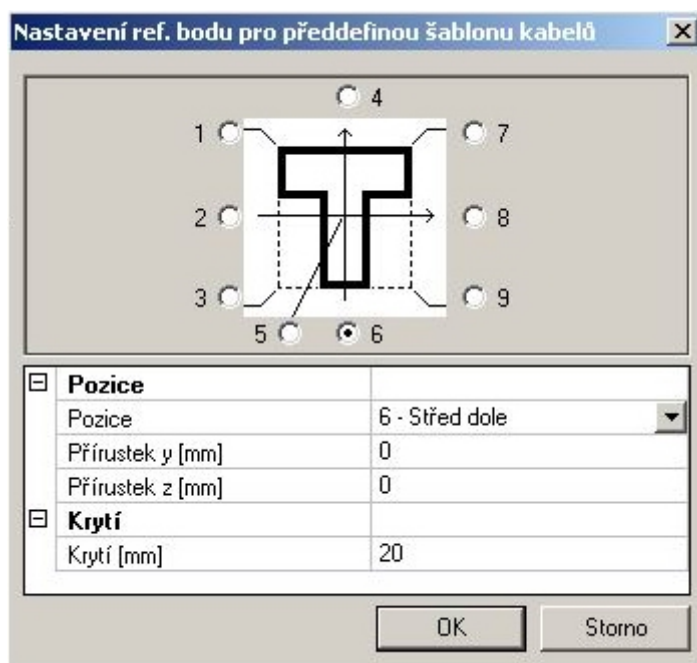 Nastavení ref. bodu pro předdefinou šablonu kabelů
4
1
7
2
8
3
9
5
6
Pozice
Pozice 6 - Střed dole
Přírustek y [mm] 0
Přírustek z [mm] 0
Krytí
Krytí [mm] 20
OK Storno